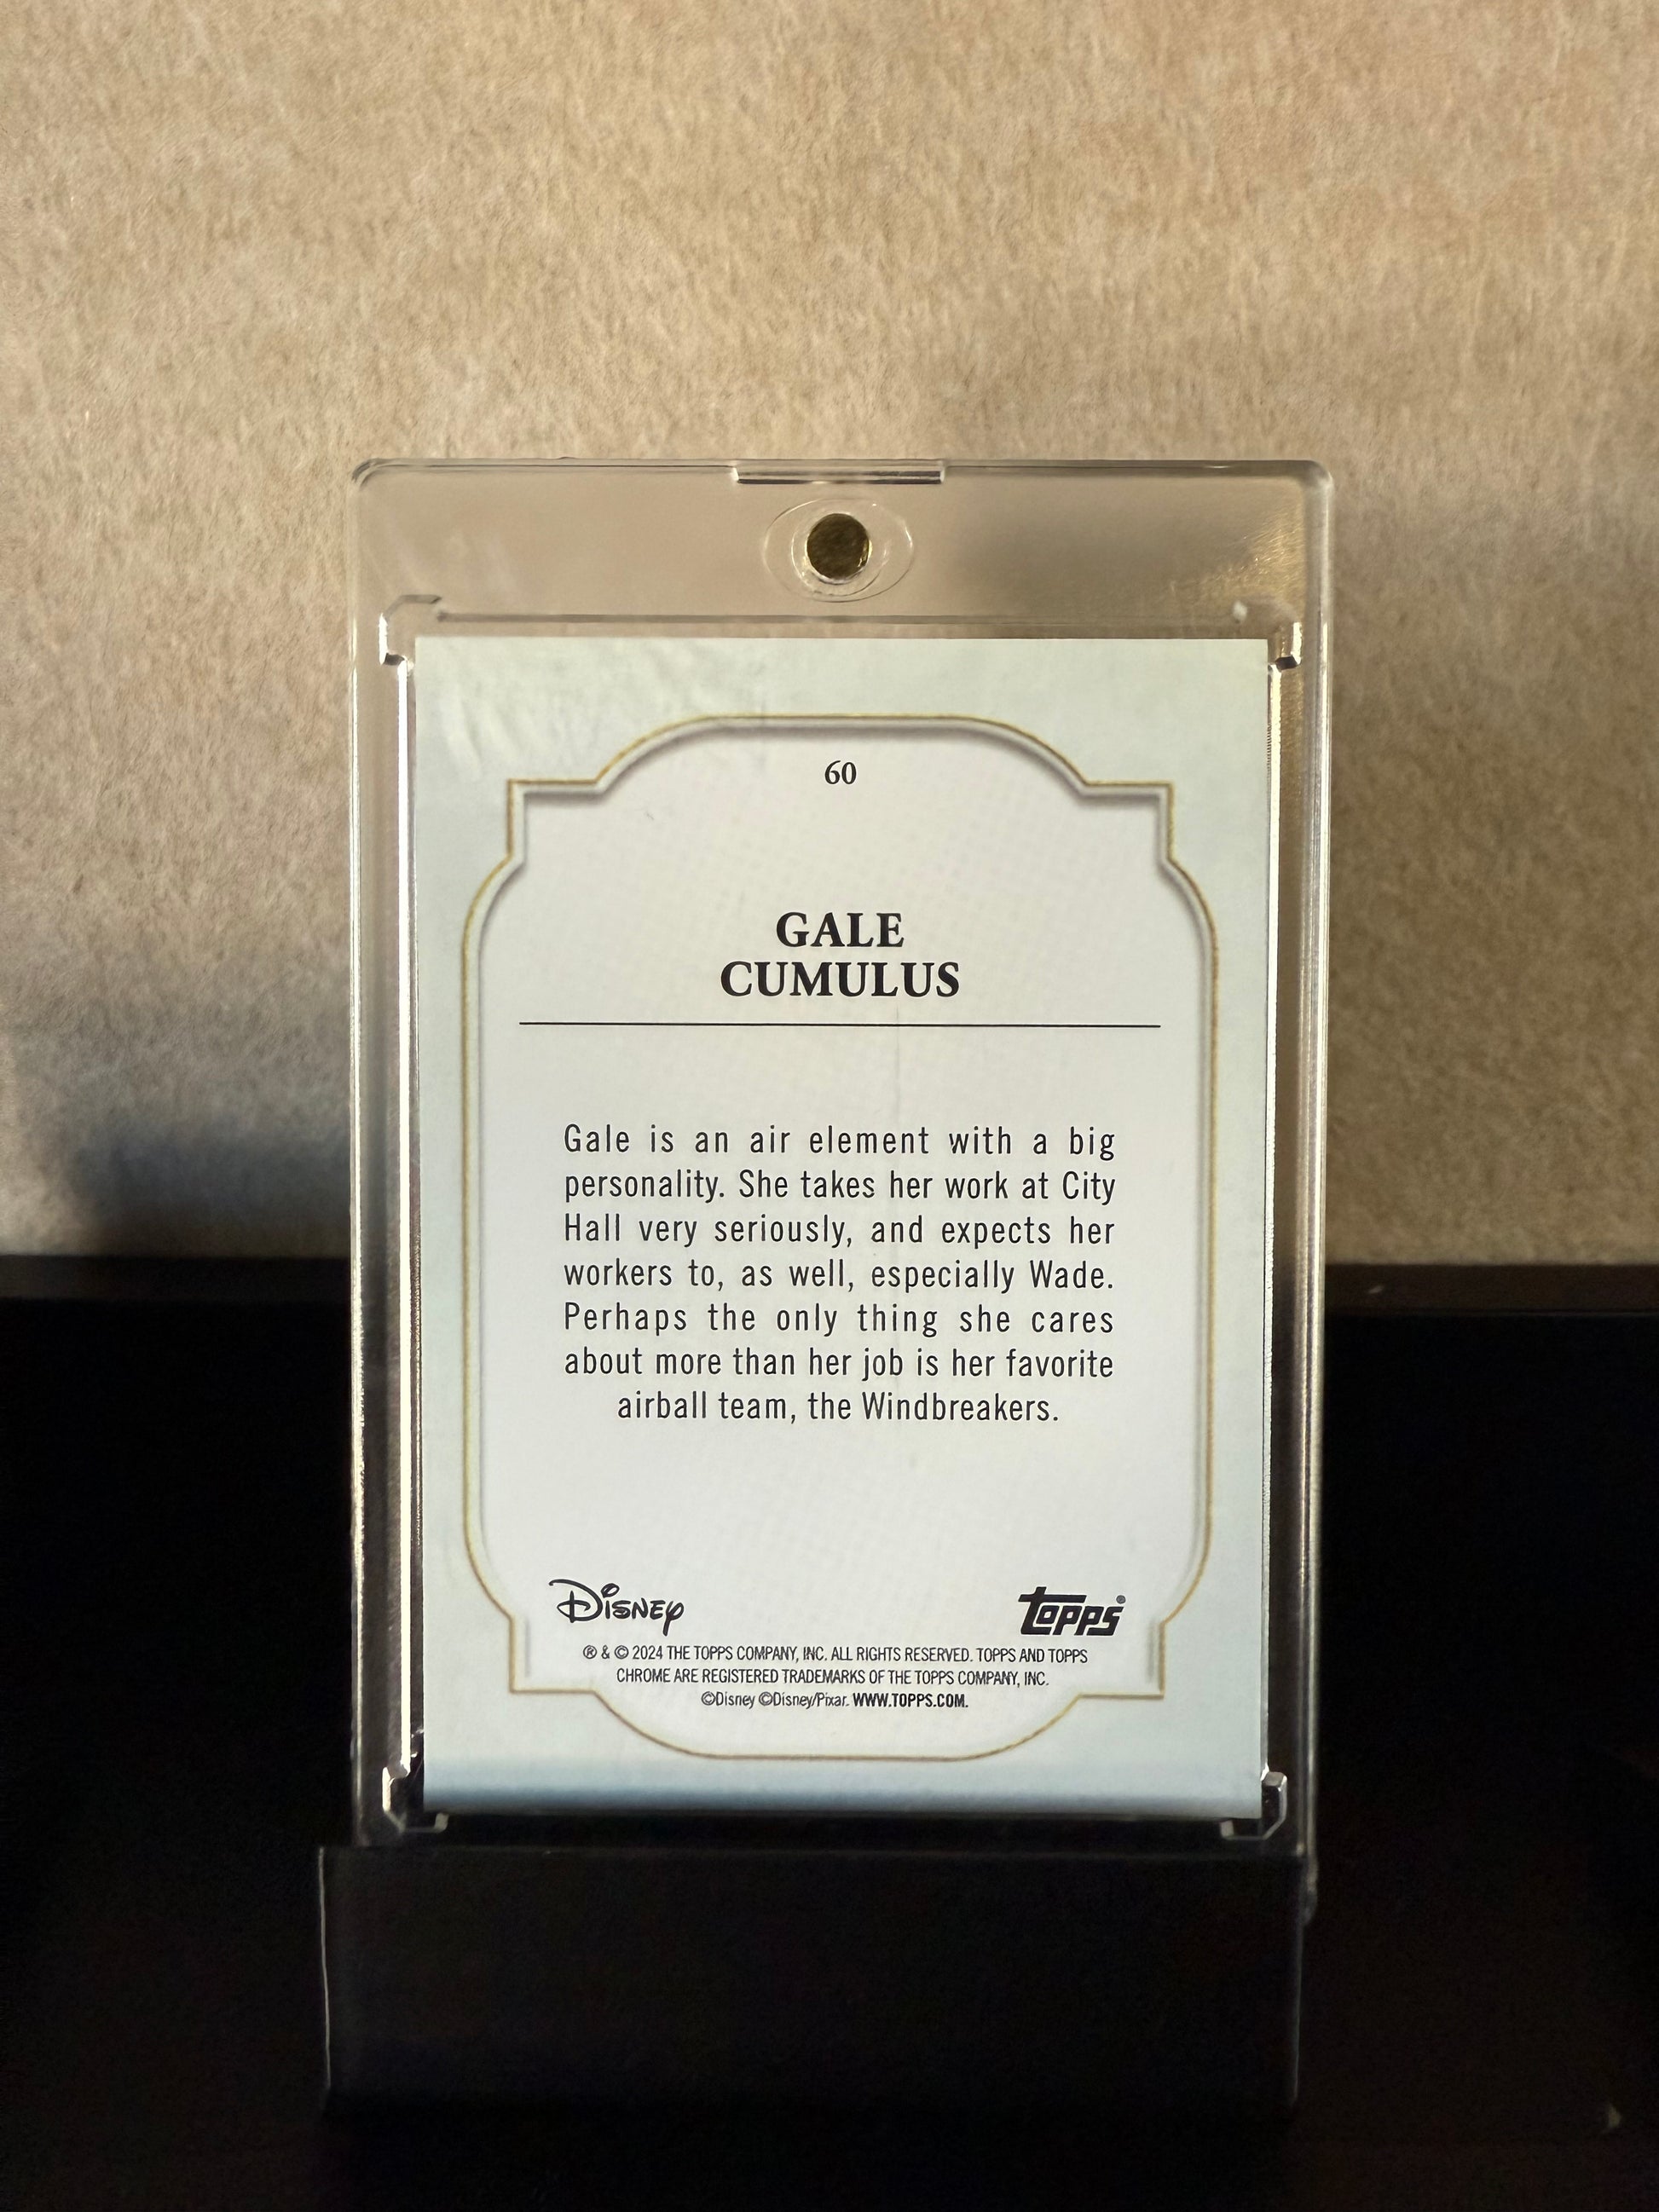 60
GALE
CUMULUS
Gale is an air element with a big
personality. She takes her work at City
Hall very seriously, and expects her
workers to, as well, especially Wade.
Perhaps the only thing she cares
about more than her job is her favorite
airball team, the Windbreakers.
Disney
topps®
® & © 2024 THE TOPPS COMPANY, INC. ALL RIGHTS RESERVED. TOPPS AND TOPPS
CHROME ARE REGISTERED TRADEMARKS OF THE TOPPS COMPANY, INC.
©Disney ©Disney/Pixar. WWW.TOPPS.COM.